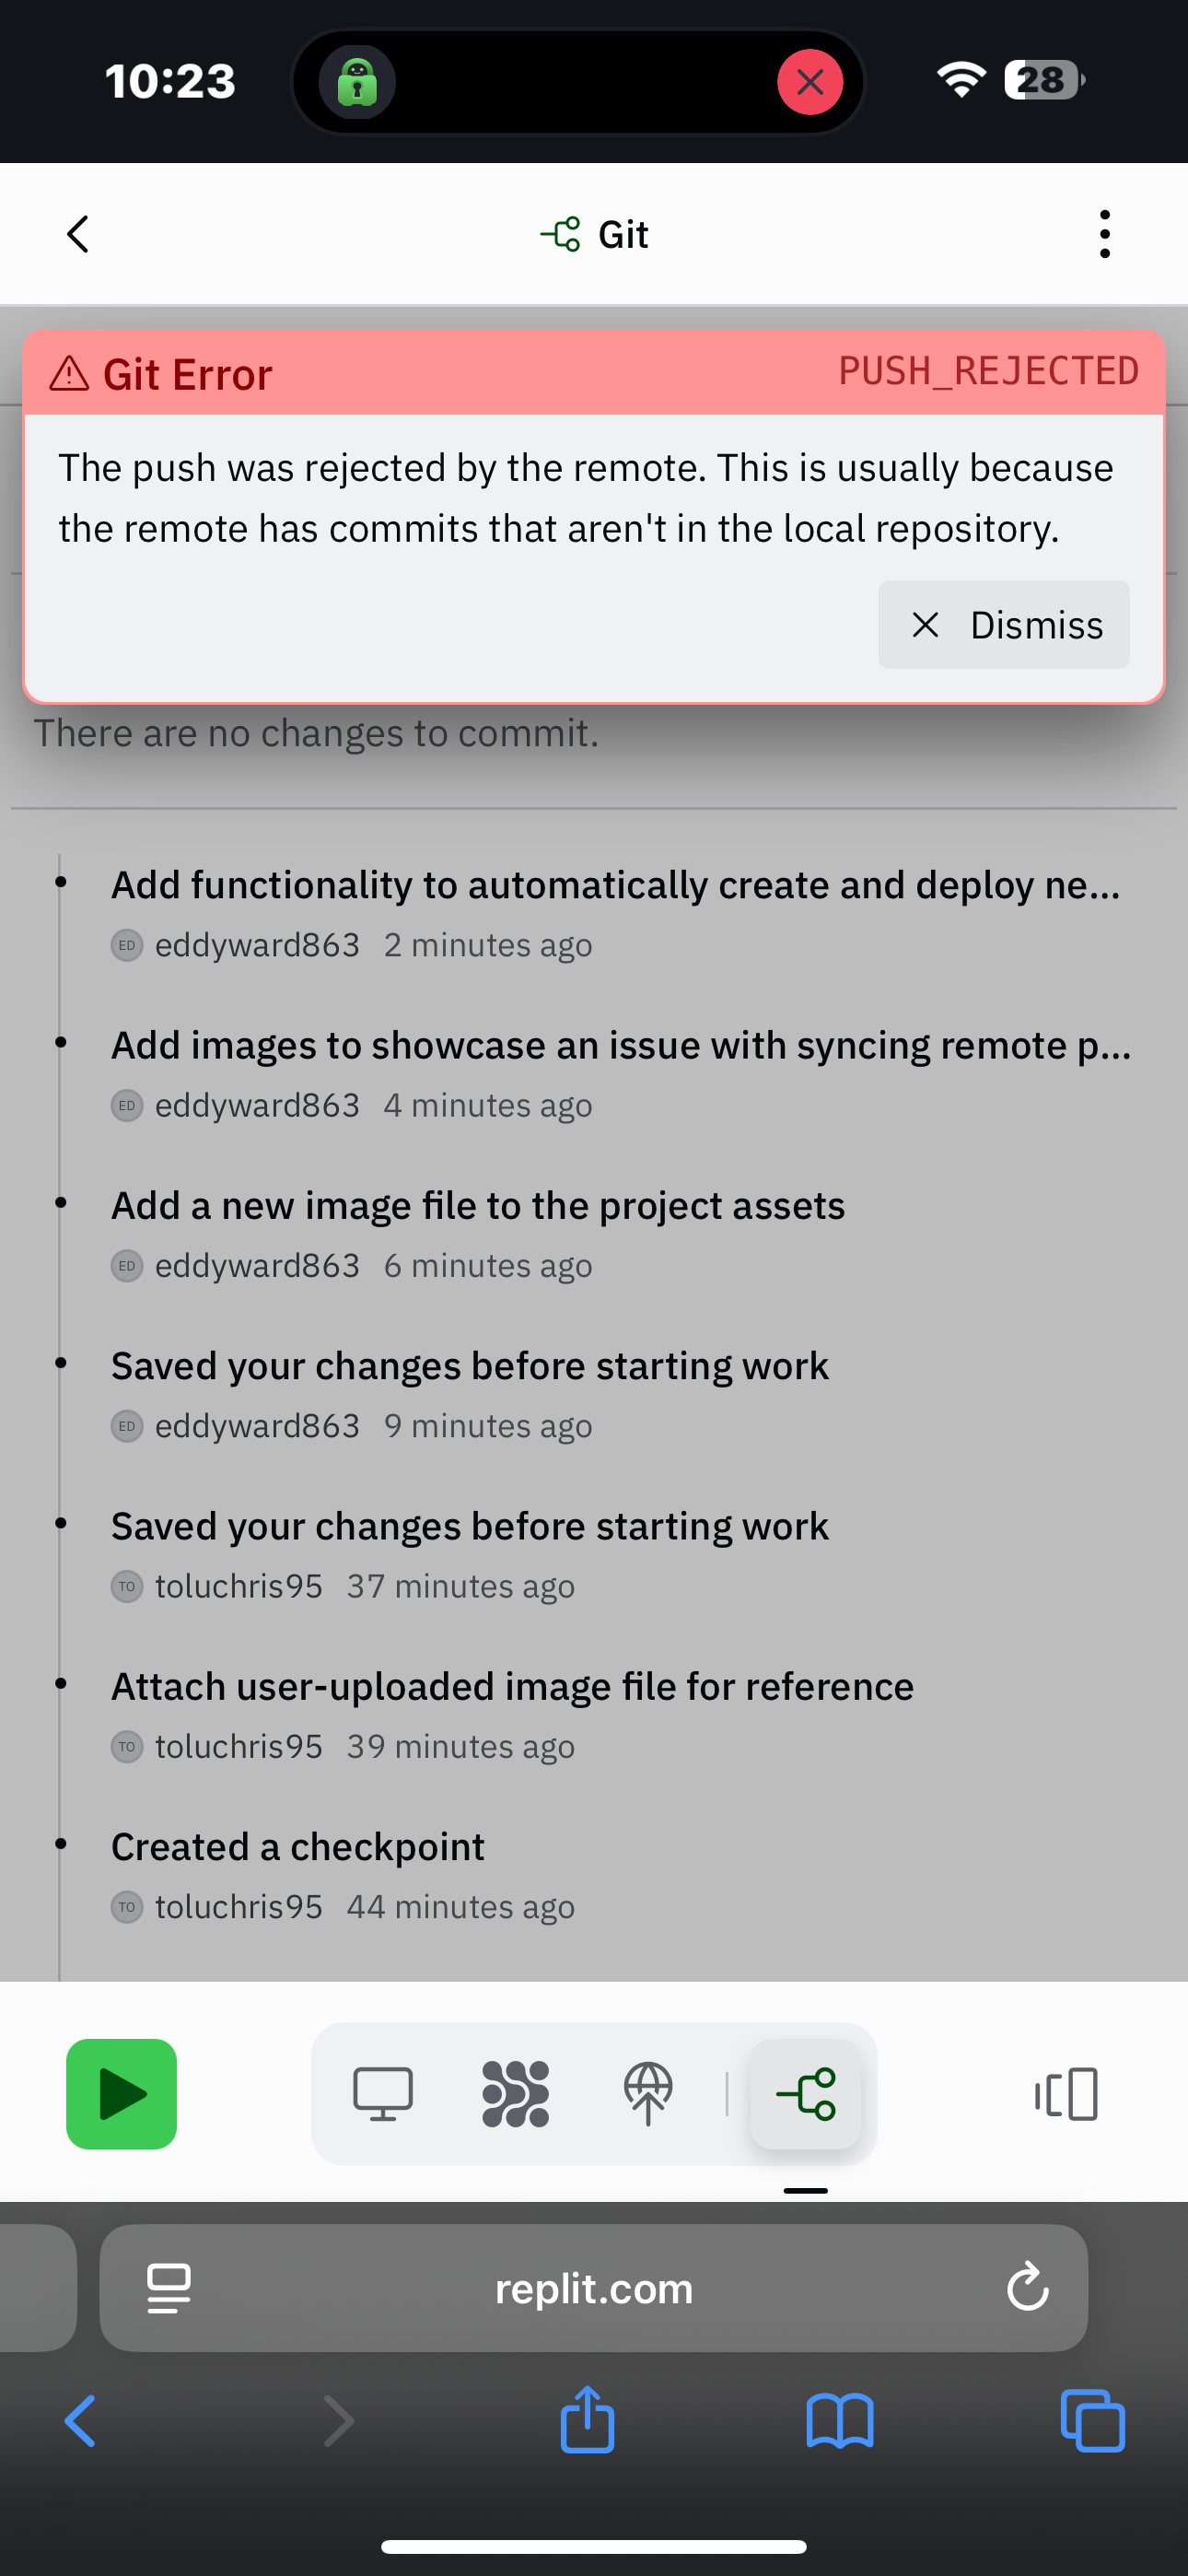 10:23
28
Git
Git Error
PUSH_REJECTED
The push was rejected by the remote. This is usually because
the remote has commits that aren't in the local repository.
Dismiss
There are no changes to commit.
Add functionality to automatically create and deploy ne...
ED eddyward863 2 minutes ago
Add images to showcase an issue with syncing remote p...
ED eddyward863 4 minutes ago
Add a new image file to the project assets
ED eddyward863 6 minutes ago
Saved your changes before starting work
ED eddyward863 9 minutes ago
Saved your changes before starting work
TO toluchris95 37 minutes ago
Attach user-uploaded image file for reference
TO toluchris95 39 minutes ago
Created a checkpoint
TO toluchris95 44 minutes ago
replit.com